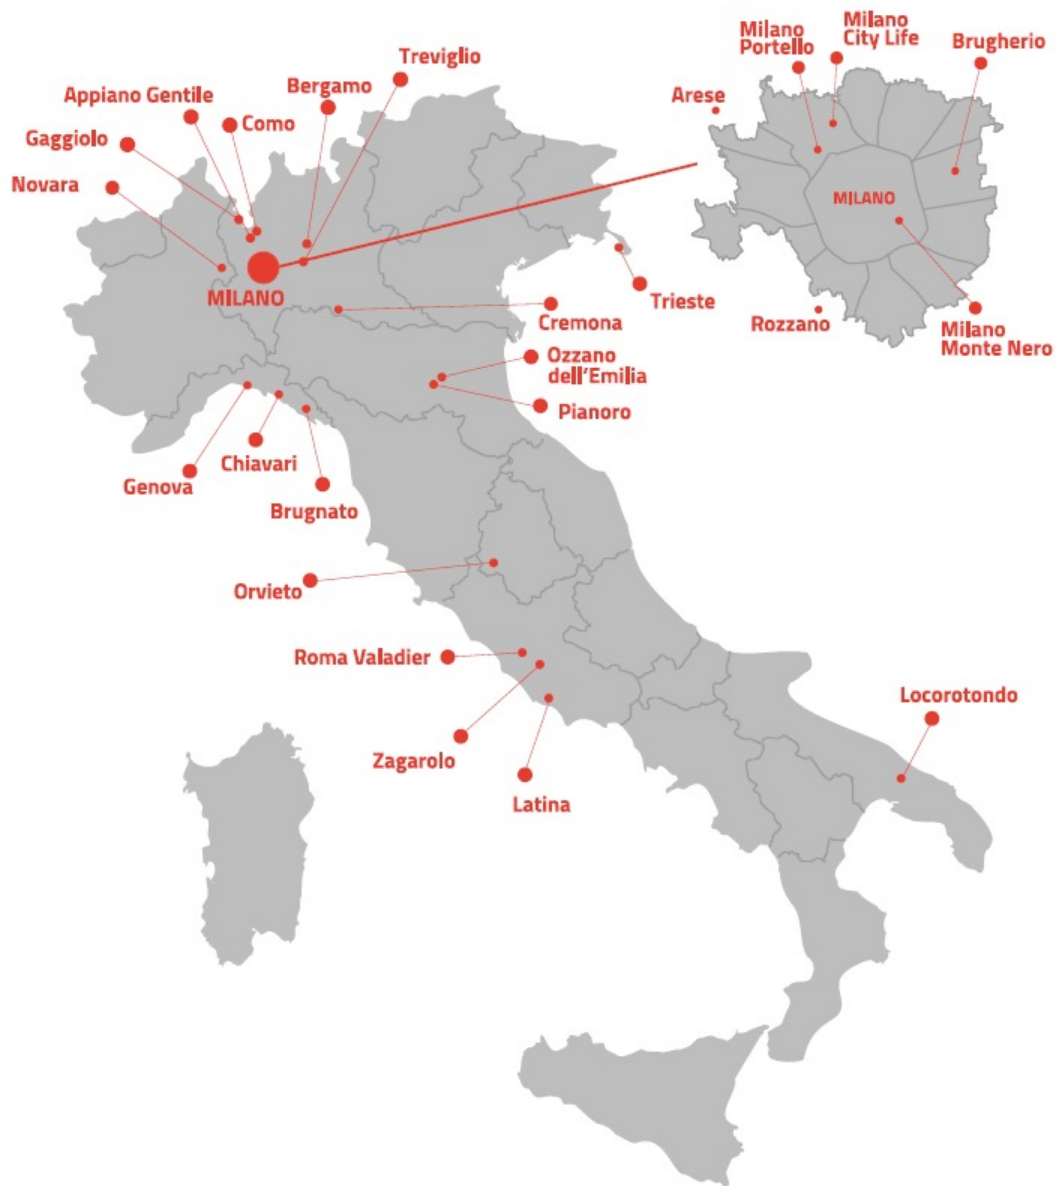 Treviglio
Bergamo
Appiano Gentile
Como
Gaggiolo
Novara
MILANO
Milano
Portello
Milano
City Life
Brugherio
Arese
MILANO
Rozzano
Milano
Monte Nero
Trieste
Cremona
Ozzano
dell'Emilia
Pianoro
Chiavari
Genova
Brugnato
Orvieto
Roma Valadier
Zagarolo
Latina
Locorotondo